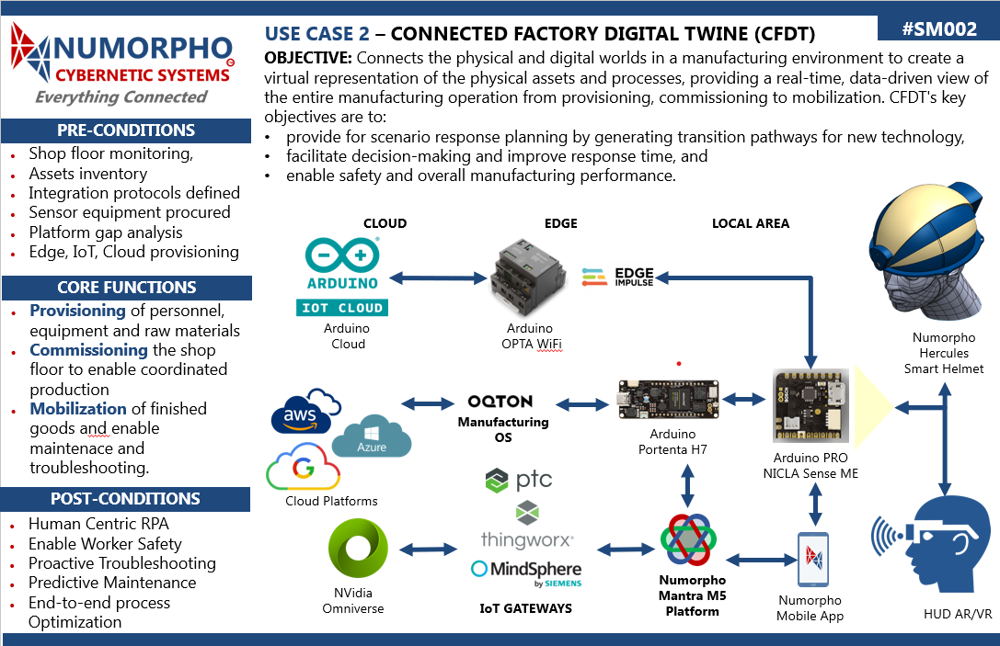 NUMORPHO
CYBERNETIC SYSTEMS
Everything Connected
#SM002
USE CASE 2 – CONNECTED FACTORY DIGITAL TWINE (CFDT)
OBJECTIVE: Connects the physical and digital worlds in a manufacturing environment to create a
virtual representation of the physical assets and processes, providing a real-time, data-driven view of
the entire manufacturing operation from provisioning, commissioning to mobilization. CFDT's key
objectives are to:
• provide for scenario response planning by generating transition pathways for new technology,
• facilitate decision-making and improve response time, and
• enable safety and overall manufacturing performance.
PRE-CONDITIONS
• Shop floor monitoring,
• Assets inventory
• Integration protocols defined
• Sensor equipment procured
• Platform gap analysis
• Edge, IoT, Cloud provisioning
CORE FUNCTIONS
• Provisioning of personnel,
equipment and raw materials
• Commissioning the shop
floor to enable coordinated
production
• Mobilization of finished
goods and enable
maintenace and
troubleshooting.
POST-CONDITIONS
• Human Centric RPA
• Enable Worker Safety
• Proactive Troubleshooting
• Predictive Maintenance
• End-to-end process
Optimization
CLOUD
EDGE
LOCAL AREA
ARDUINO
IOT CLOUD
Arduino
Cloud
Arduino
OPTA WiFi
EDGE
IMPULSE
Numorpho
Hercules
Smart Helmet
aws
Azure
G
Cloud Platforms
OQTON
Manufacturing
OS
Arduino
Portenta H7
Arduino PRO
NICLA Sense ME
ptc
thingworx
MindSphere
by SIEMENS
IoT GATEWAYS
NVidia
Omniverse
Numorpho
Mantra M5
Platform
Numorpho
Mobile App
HUD AR/VR